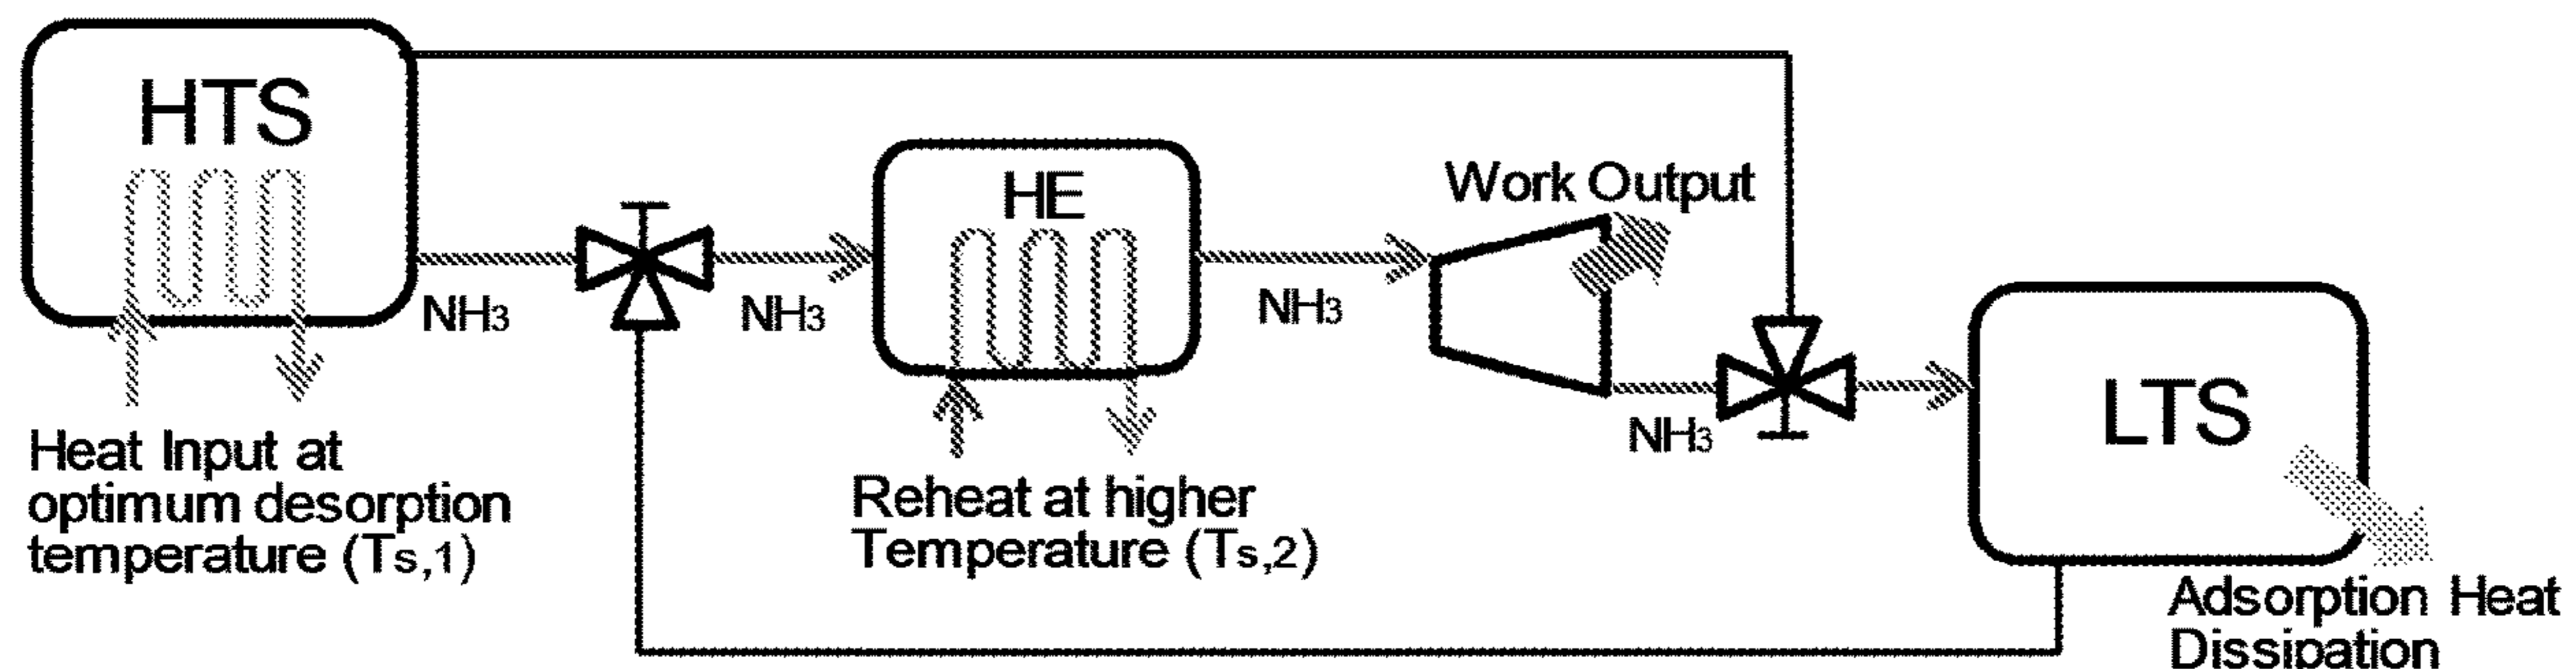 HTS
HE
Work Output
NH3
NH3
NH3
NH3
LTS
Heat Input at
optimum desorption
temperature (Ts,1)
Reheat at higher
Temperature (Ts,2)
Adsorption Heat
Dissipation